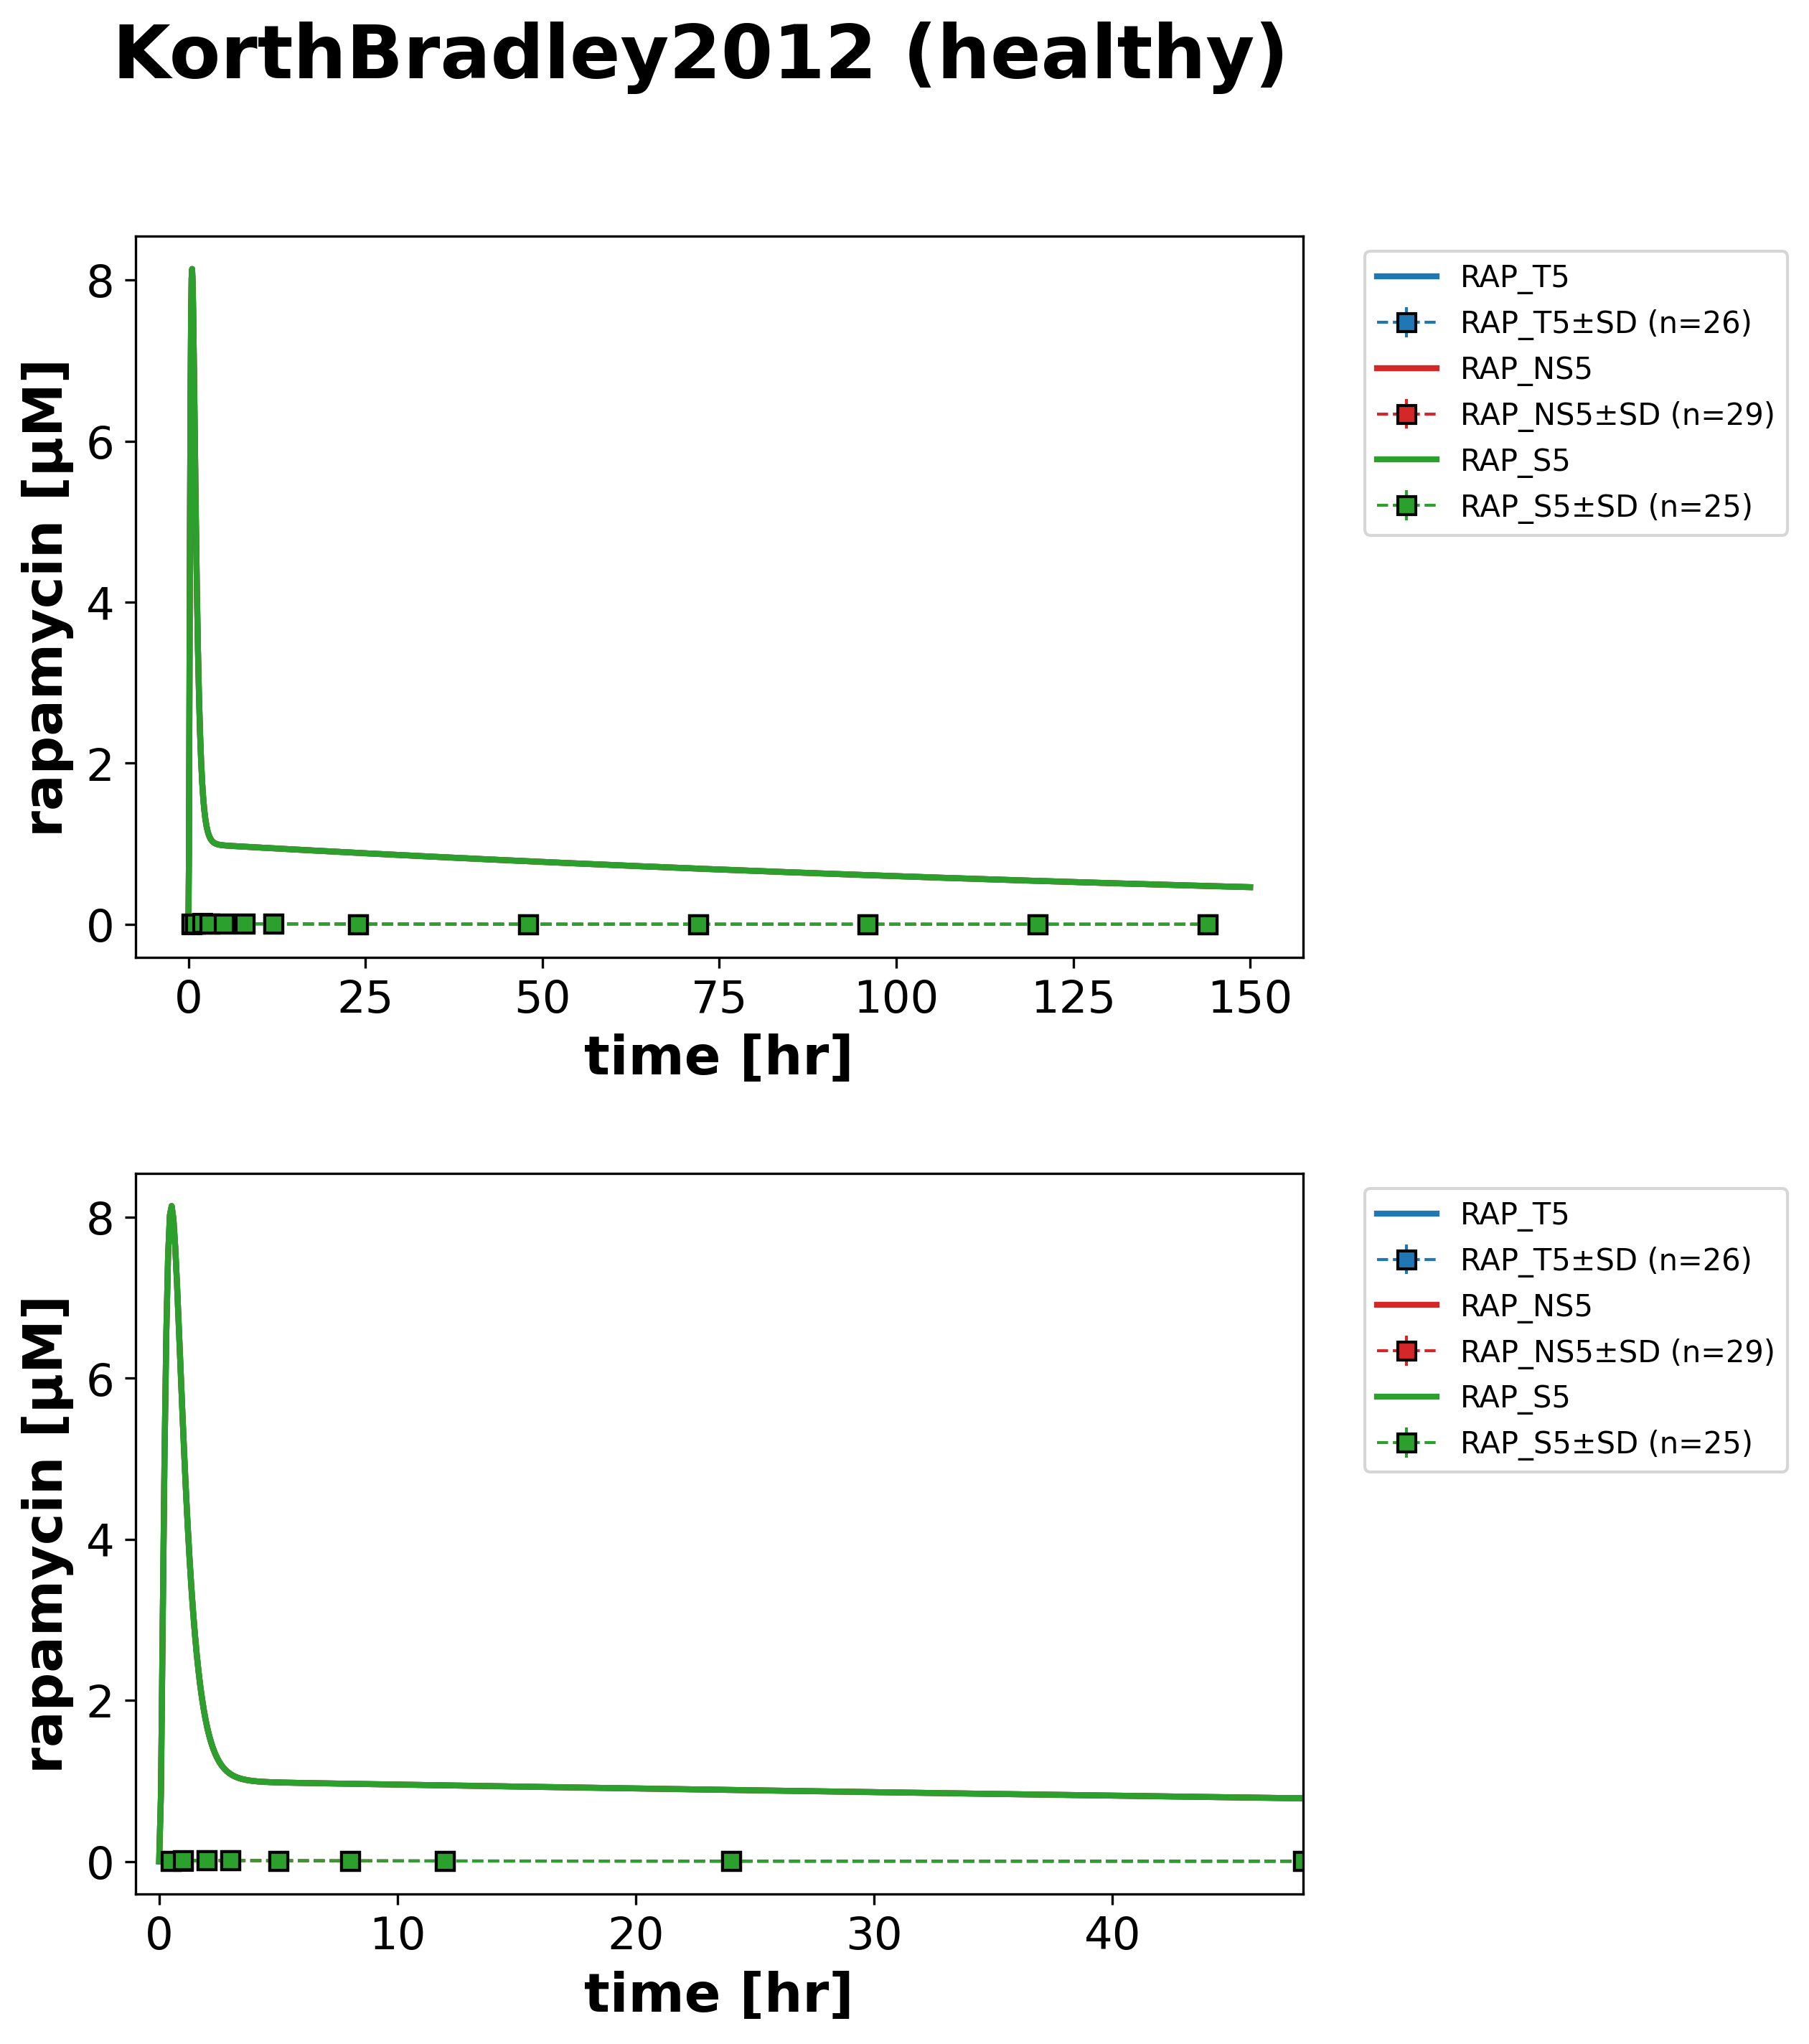 KorthBradley2012 (healthy)
rapamycin [µM]
8
6
4
2
0
0 25 50 75 100 125 150
time [hr]
RAP_T5
RAP_T5±SD (n=26)
RAP_NS5
RAP_NS5±SD (n=29)
RAP_S5
RAP_S5±SD (n=25)
rapamycin [µM]
8
6
4
2
0
0 10 20 30 40
time [hr]
RAP_T5
RAP_T5±SD (n=26)
RAP_NS5
RAP_NS5±SD (n=29)
RAP_S5
RAP_S5±SD (n=25)